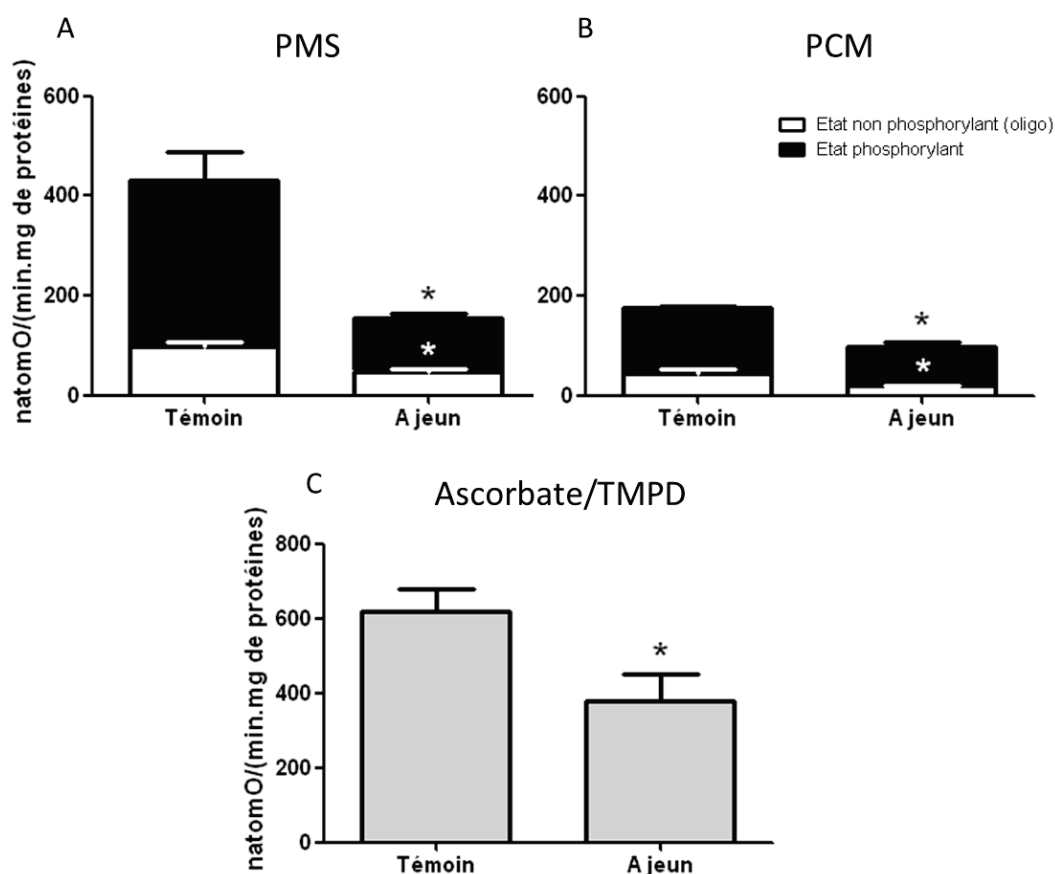 A
PMS
B
PCM
natomO/(min.mg de protéines)
600
400
200
0
*
*
Témoin
A jeun
600
400
200
0
Etat non phosphorylant (oligo)
Etat phosphorylant
*
*
Témoin
A jeun
C
Ascorbate/TMPD
natomO/(min.mg de protéines)
800
600
400
200
0
*
Témoin
A jeun